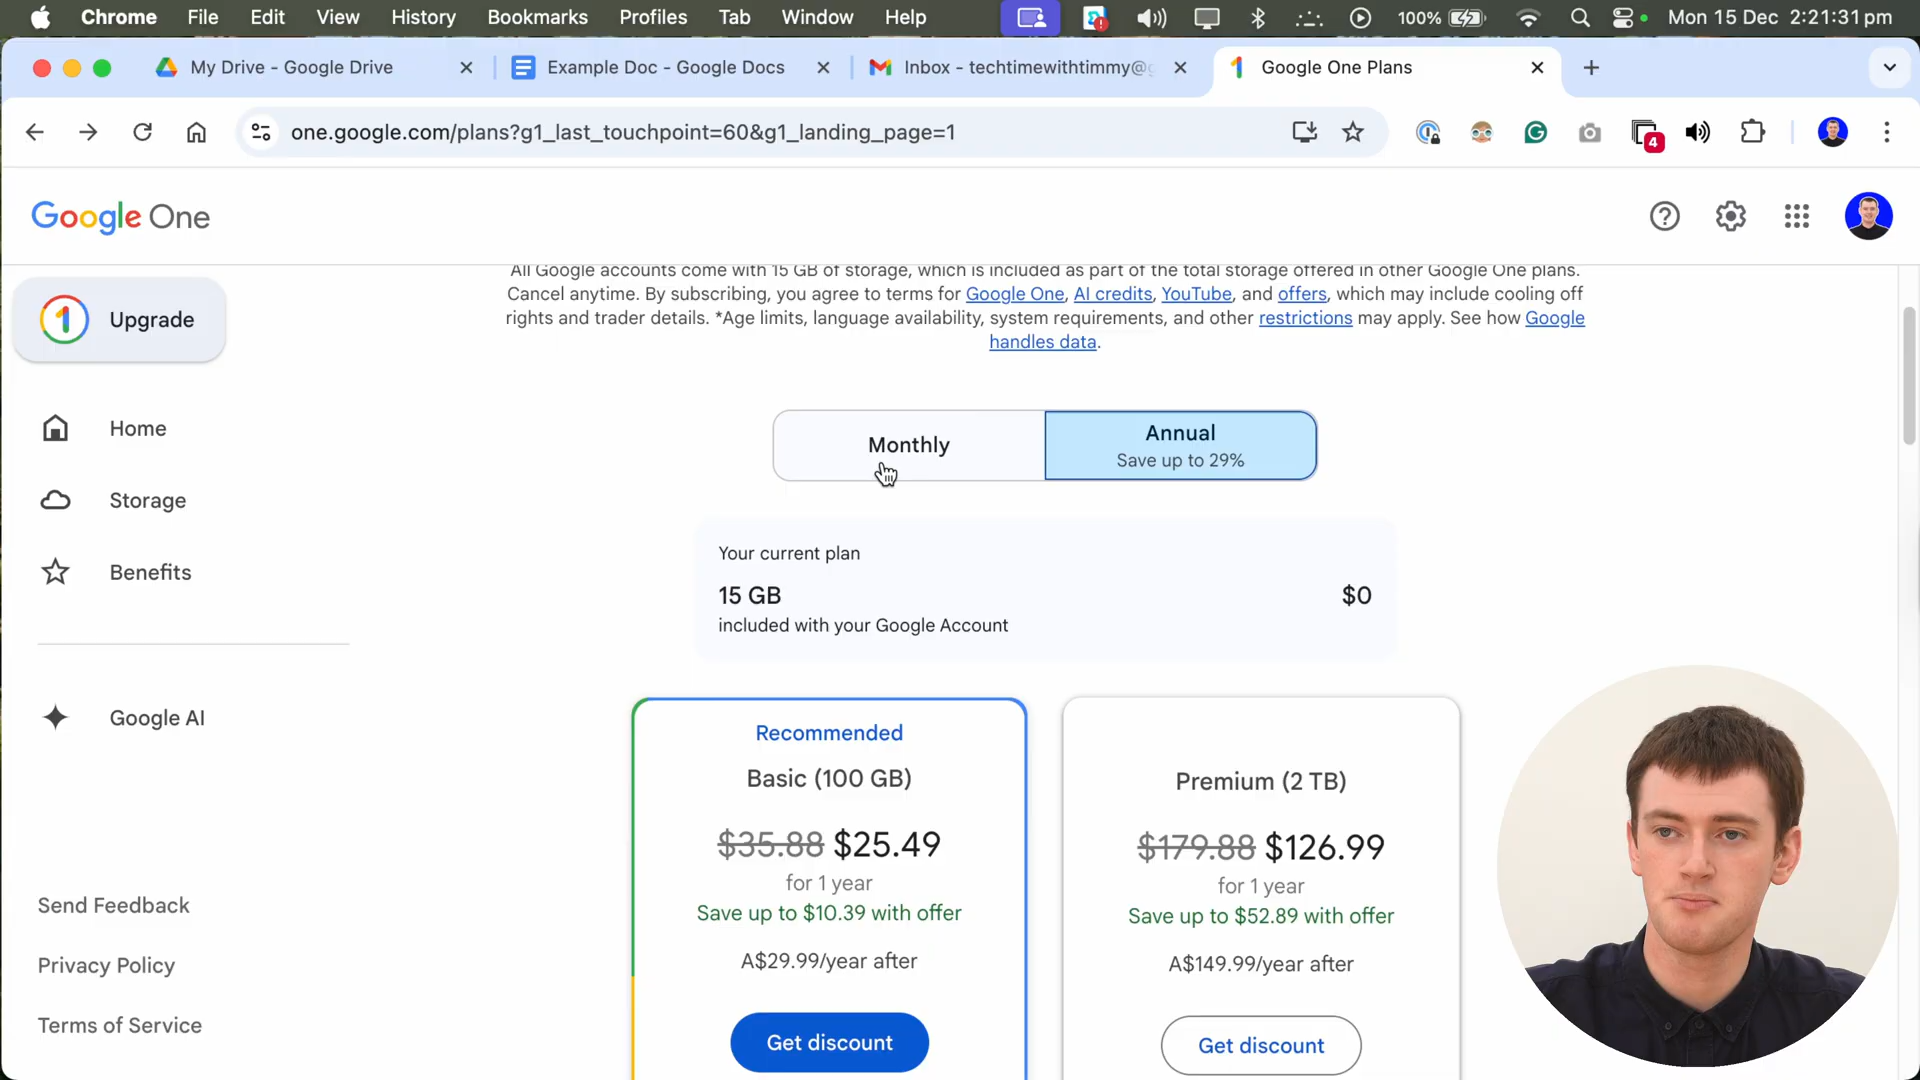 Chrome File Edit View History Bookmarks Profiles Tab Window Help 100% Mon 15 Dec 2:21:31 pm
My Drive - Google Drive Example Doc - Google Docs Inbox - techtimewithtimmy@g Google One Plans
one.google.com/plans?g1_last_touchpoint=60&g1_landing_page=1 4
Google One
All Google accounts come with 15 GB of storage, which is included as part of the total storage offered in other Google One plans.
Cancel anytime. By subscribing, you agree to terms for Google One, AI credits, YouTube, and offers, which may include cooling off
rights and trader details. *Age limits, language availability, system requirements, and other restrictions may apply. See how Google
handles data.
Upgrade
Home
Storage
Benefits
Google AI
Send Feedback
Privacy Policy
Terms of Service
Monthly
Annual
Save up to 29%
Your current plan
15 GB $0
included with your Google Account
Recommended
Basic (100 GB)
$35.88 $25.49
for 1 year
Save up to $10.39 with offer
A$29.99/year after
Get discount
Premium (2 TB)
$179.88 $126.99
for 1 year
Save up to $52.89 with offer
A$149.99/year after
Get discount